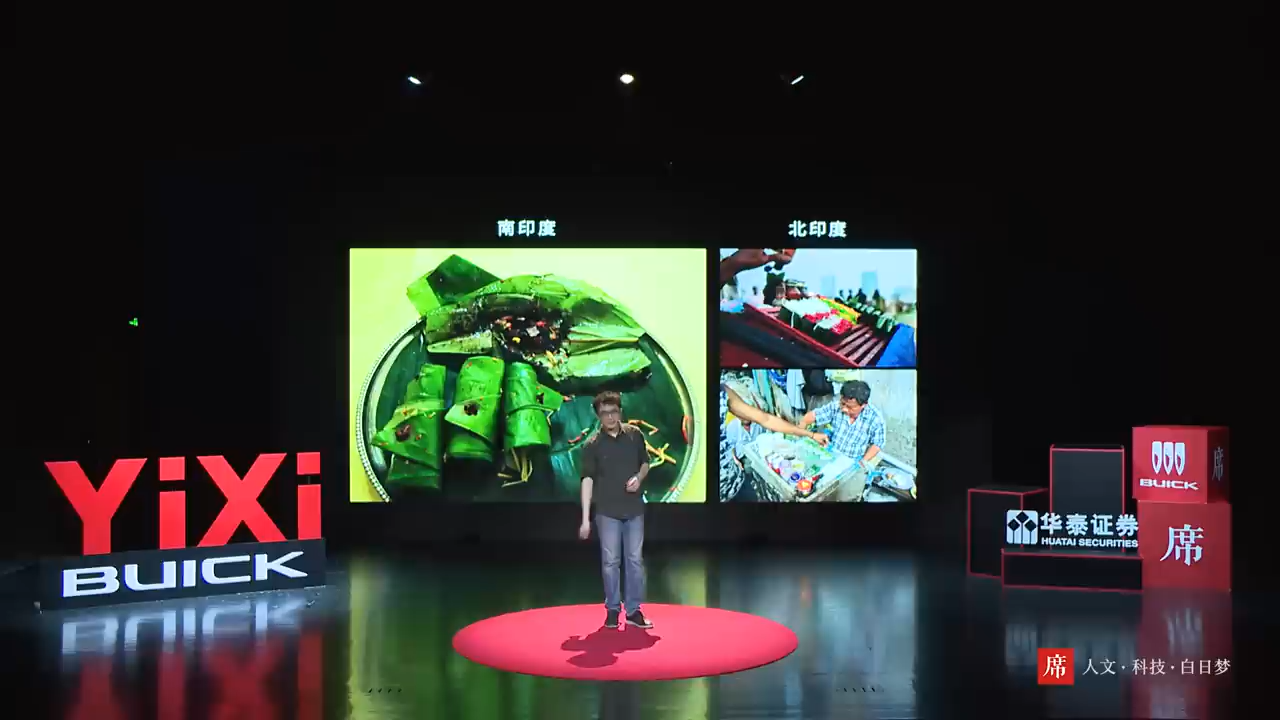 南印度
北印度
YiXi
BUICK
BUICK
席
华泰证券
HUATAI SECURITIES
席
席 人文·科技·白日梦